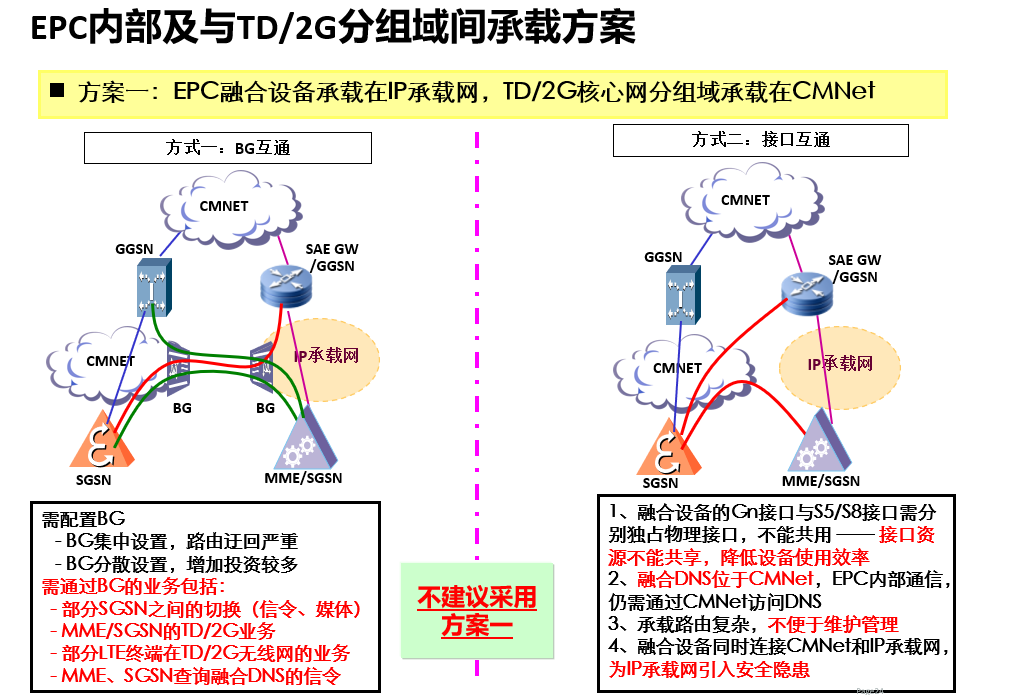 EPC内部及与TD/2G分组域间承载方案
■ 方案一：EPC融合设备承载在IP承载网，TD/2G核心网分组域承载在CMNet
方式一：BG互通
CMNET
GGSN
SAE GW
/GGSN
CMNET
IP承载网
BG
BG
SGSN
MME/SGSN
需配置BG
- BG集中设置，路由迂回严重
- BG分散设置，增加投资较多
需通过BG的业务包括：
- 部分SGSN之间的切换（信令、媒体）
- MME/SGSN的TD/2G业务
- 部分LTE终端在TD/2G无线网的业务
- MME、SGSN查询融合DNS的信令
不建议采用
方案一
方式二：接口互通
CMNET
GGSN
SAE GW
/GGSN
CMNET
IP承载网
SGSN
MME/SGSN
1、融合设备的Gn接口与S5/S8接口需分
别独占物理接口，不能共用 —— 接口资
源不能共享，降低设备使用效率
2、融合DNS位于CMNet，EPC内部通信，
仍需通过CMNet访问DNS
3、承载路由复杂，不便于维护管理
4、融合设备同时连接CMNet和IP承载网，
为IP承载网引入安全隐患